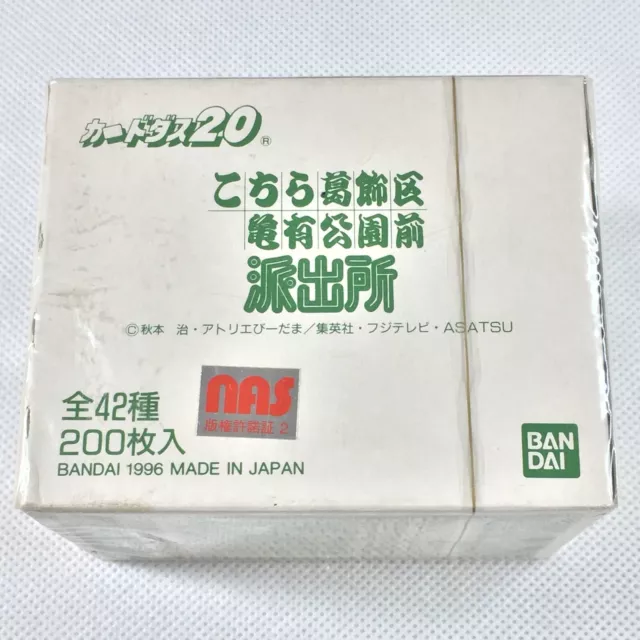 カードダス20®
こちら葛飾区
亀有公園前
派出所
©秋本 治・アトリエびーだま/集英社・フジテレビ・ASATSU
全42種
200枚入
BANDAI 1996 MADE IN JAPAN
nas
版権許諾証 2
BAN
DAI